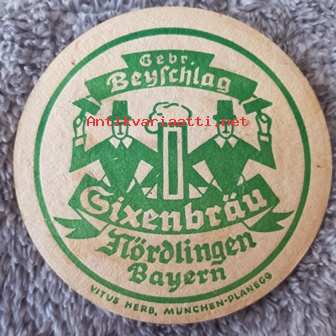 Gebr.
Beyschlag
Antikvariaatti.net
Sixenbräu
Nördlingen
Bayern
VITUS HERB, MÜNCHEN-PLANEGG